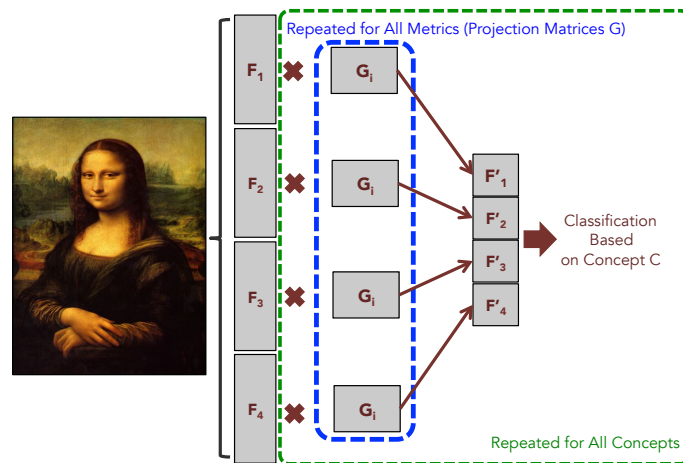 Repeated for All Metrics (Projection Matrices G)
F1 ✖ Gi
F2 ✖ Gi
F3 ✖ Gi
F4 ✖ Gi
F'1
F'2
F'3
F'4
Classification
Based
on Concept C
Repeated for All Concepts